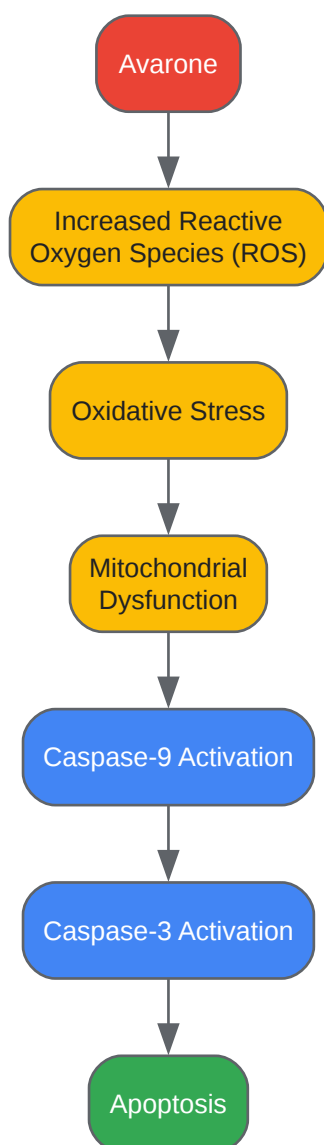 Avarone
Increased Reactive
Oxygen Species (ROS)
Oxidative Stress
Mitochondrial
Dysfunction
Caspase-9 Activation
Caspase-3 Activation
Apoptosis